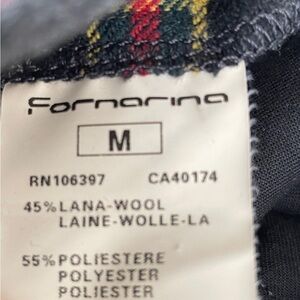 Fornarina
M
RN106397 CA40174
45% LANA-WOOL
LAINE-WOLLE-LA
55% POLIESTERE
POLYESTER
POLIESTER